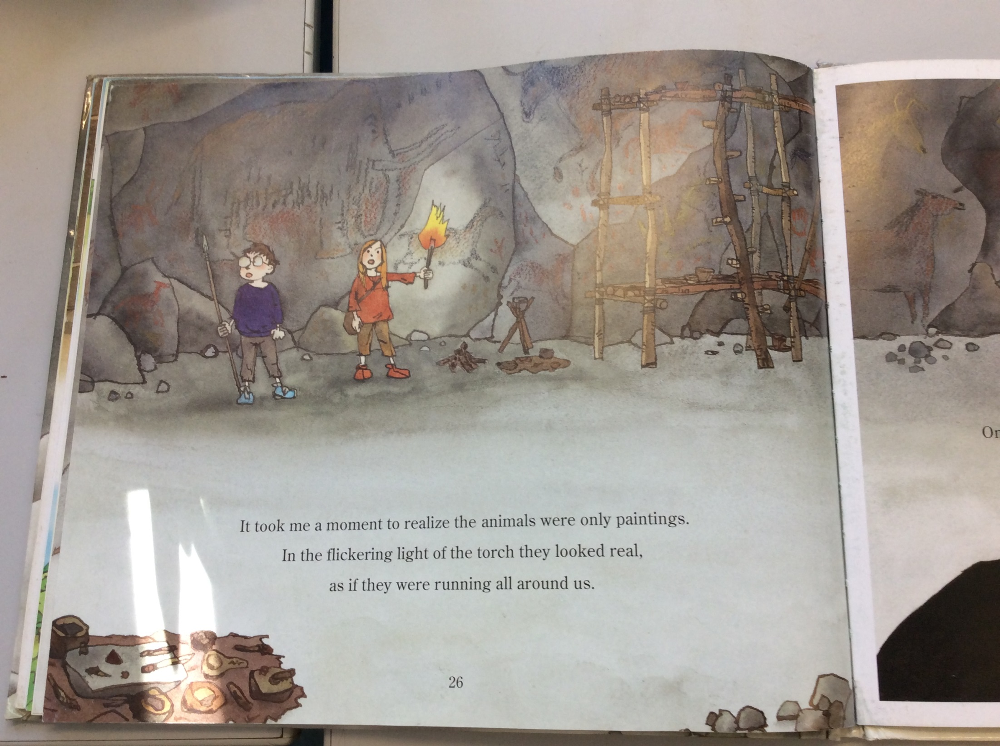 It took me a moment to realize the animals were only paintings.
In the flickering light of the torch they looked real,
as if they were running all around us.
26